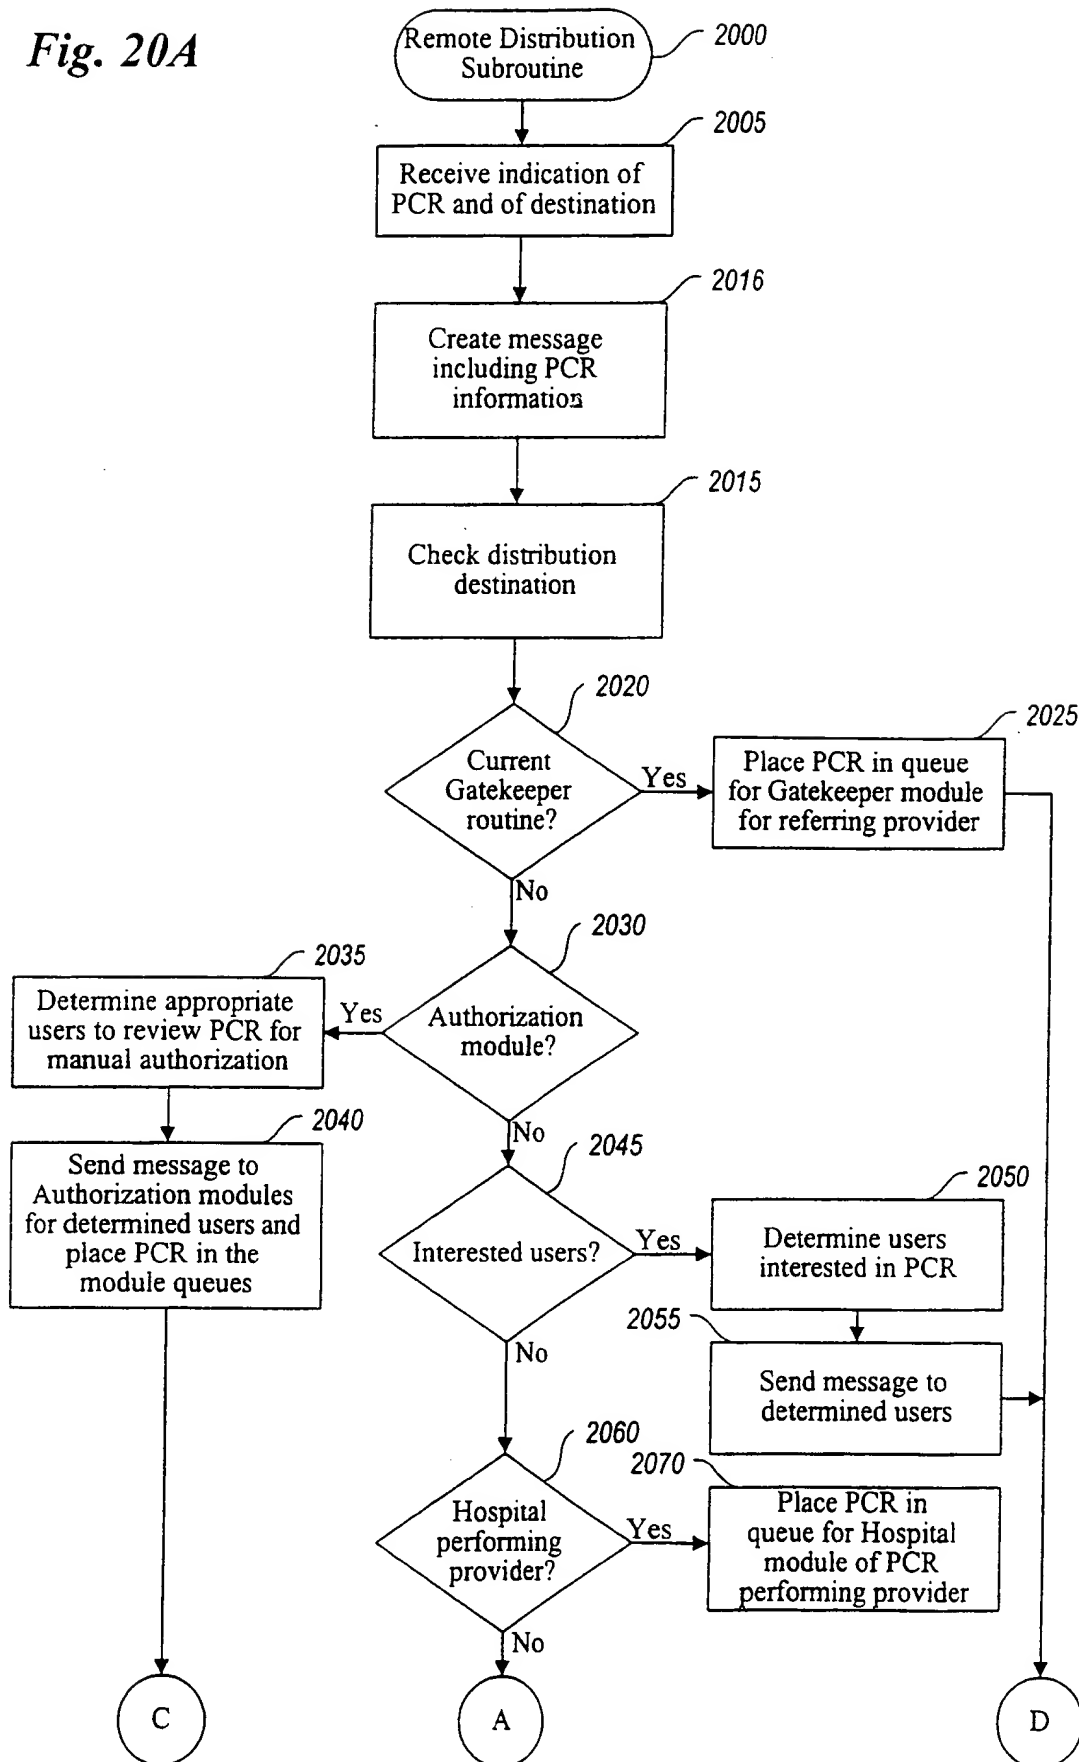 Fig. 20A
Remote Distribution
Subroutine
2000
2005
Receive indication of
PCR and of destination
2016
Create message
including PCR
information
2015
Check distribution
destination
2020
Current
Gatekeeper
routine?
Yes
2025
Place PCR in queue
for Gatekeeper module
for referring provider
No
2030
Authorization
module?
Yes
2035
Determine appropriate
users to review PCR for
manual authorization
2040
Send message to
Authorization modules
for determined users and
place PCR in the
module queues
No
2045
Interested users?
Yes
2050
Determine users
interested in PCR
2055
Send message to
determined users
No
2060
Hospital
performing
provider?
Yes
2070
Place PCR in
queue for Hospital
module of PCR
performing provider
No
C
A
D